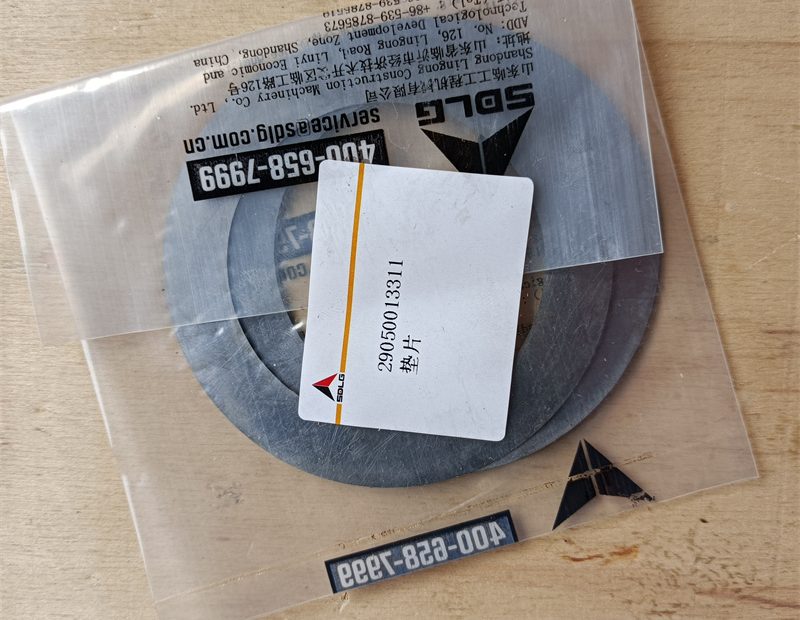 SDLG
山东临工工程机械有限公司
Shandong Lingong Construction Machinery Co., Ltd.
地址: 山东省临沂市经济技术开发区临工路126号
ADD: No. 126, Lingong Road, Linyi Economic and
Technological Development Zone, Shandong, China
+86-539-8785673
service@sdlg.com.cn
400-658-7999
29050013311
垫片
SDLG
400-658-7999